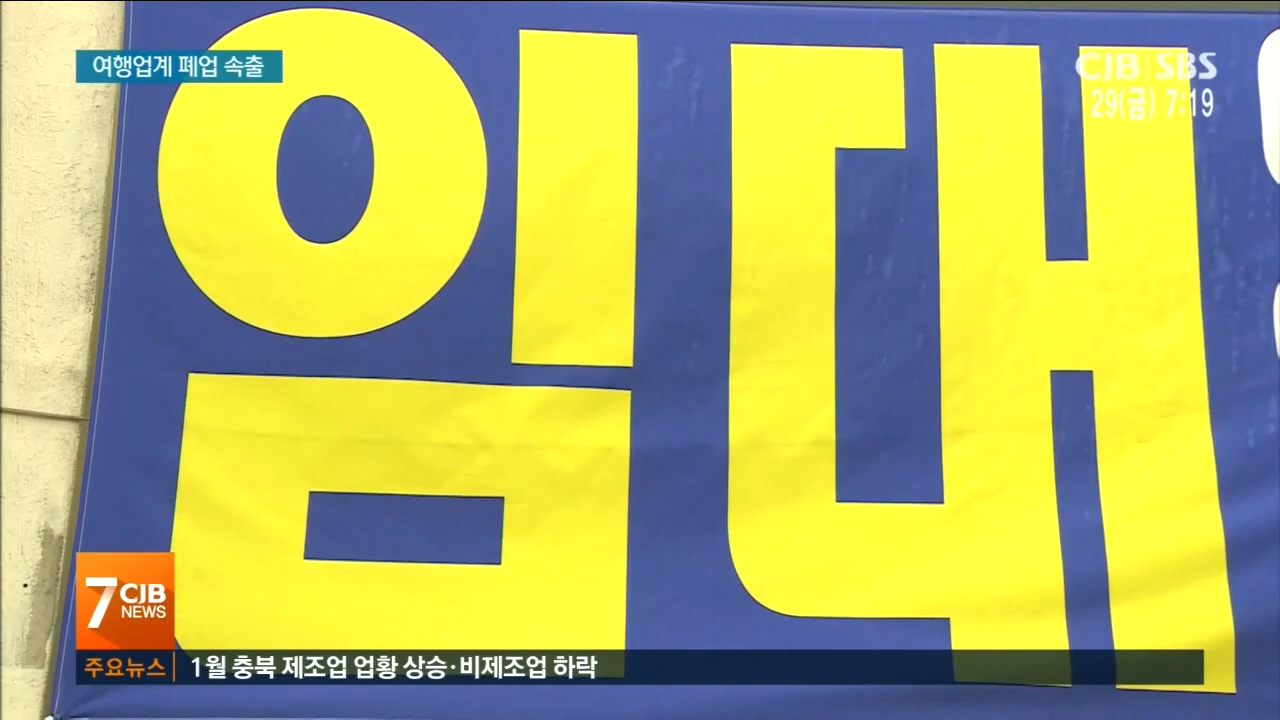 여행업계 폐업 속출
CJB SBS
29(금) 7:19
임대
7 CJB
NEWS
주요뉴스 1월 충북 제조업 업황 상승·비제조업 하락